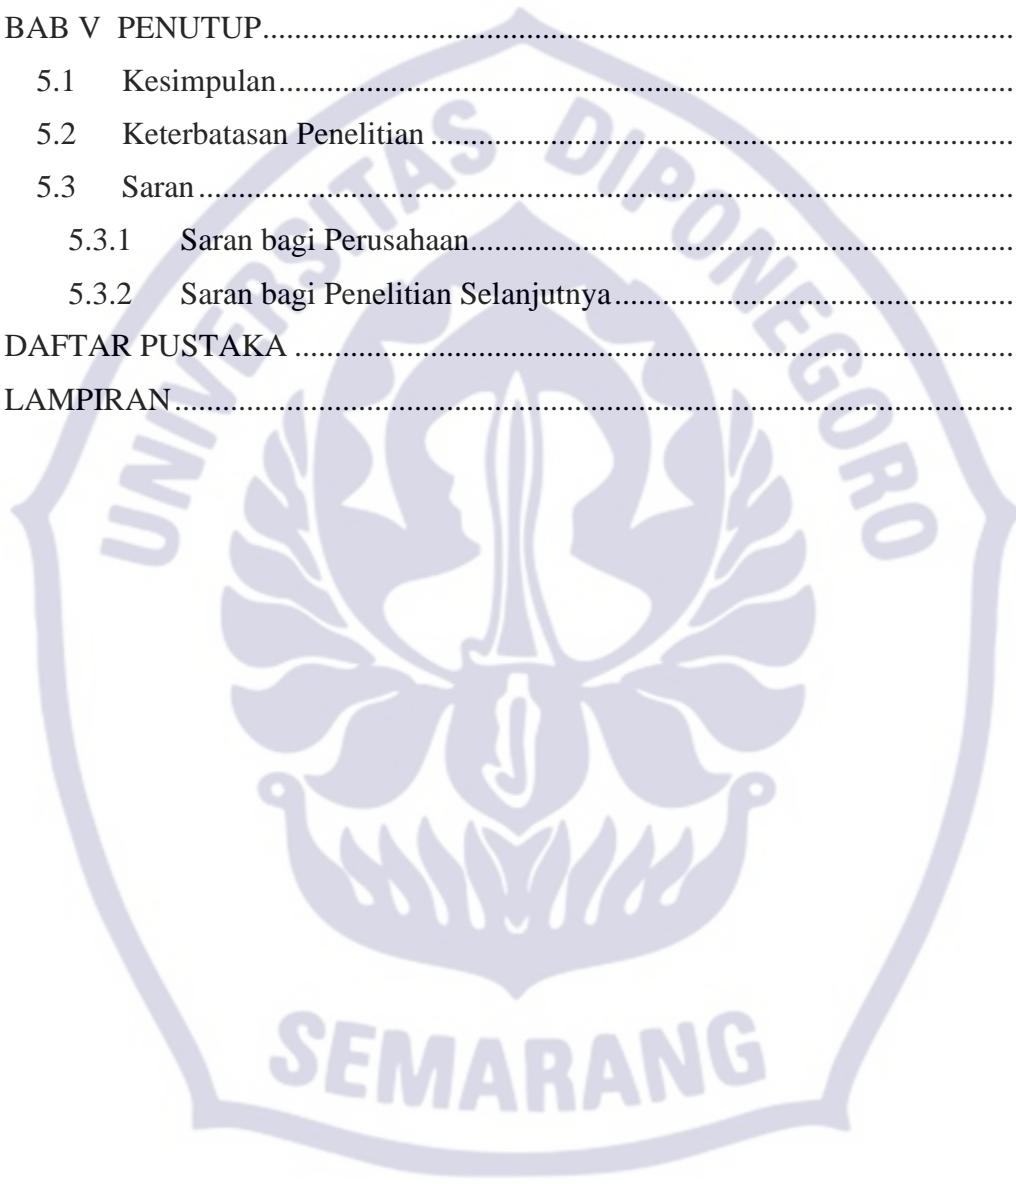 BAB V PENUTUP....................................................................................
5.1 Kesimpulan....................................................................................
5.2 Keterbatasan Penelitian ....................................................................................
5.3 Saran ....................................................................................
5.3.1 Saran bagi Perusahaan....................................................................................
5.3.2 Saran bagi Penelitian Selanjutnya....................................................................................
DAFTAR PUSTAKA ....................................................................................
LAMPIRAN ....................................................................................
UNIVERSITAS DIPONEGORO
SEMARANG